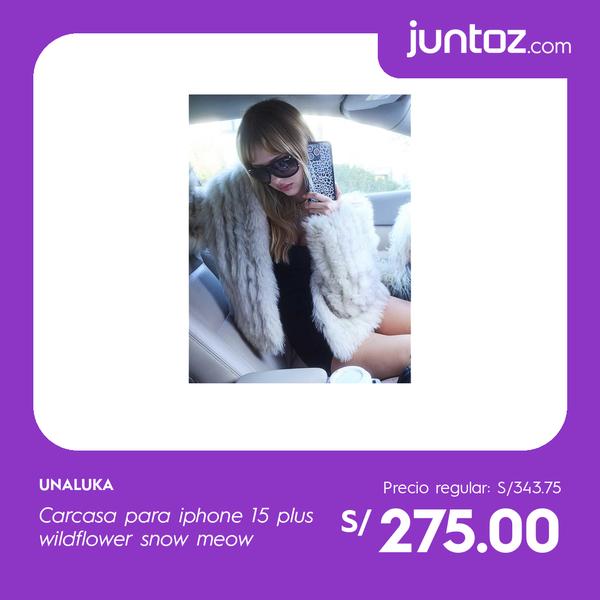 juntoz.com
UNALUKA
Carcasa para iphone 15 plus
wildflower snow meow
Precio regular: S/343.75
S/ 275.00